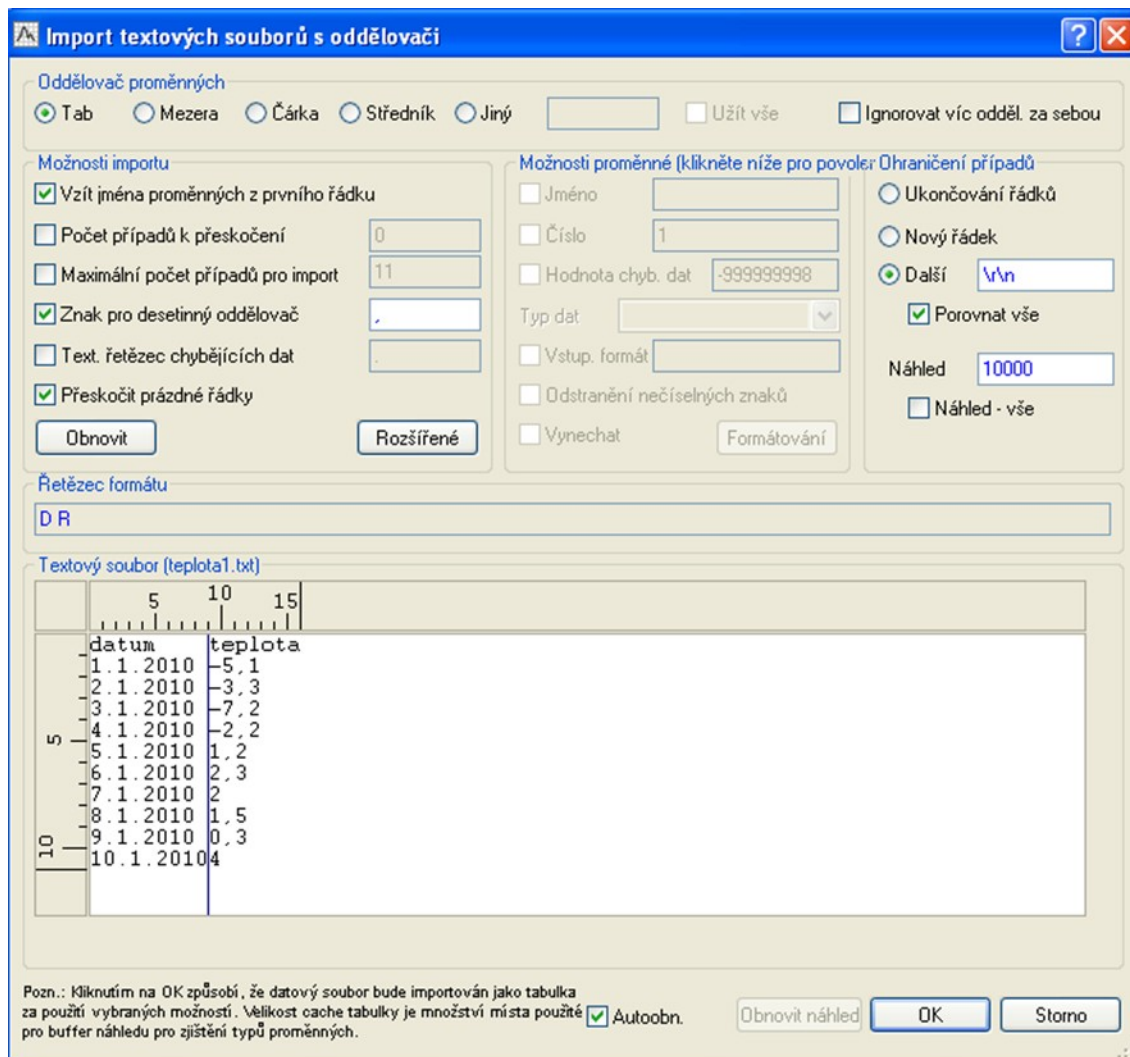 Import textových souborů s oddělovači
Oddělovač proměnných
Tab Mezera Čárka Středník Jiný Užít vše Ignorovat víc odděl. za sebou
Možnosti importu
Vzít jména proměnných z prvního řádku
Počet případů k přeskočení 0
Maximální počet případů pro import 11
Znak pro desetinný oddělovač ,
Text. řetězec chybějících dat .
Přeskočit prázdné řádky
Obnovit Rozšířené
Možnosti proměnné (klikněte níže pro povoler
Jméno
Číslo 1
Hodnota chyb. dat -999999998
Typ dat
Vstup. formát
Odstranění nečíselných znaků
Vynechat Formátování
Ohraničení případů
Ukončování řádků
Nový řádek
Další \r\n
Porovnat vše
Náhled 10000
Náhled - vše
Řetězec formátu
D R
Textový soubor (teplota1.txt)
5 10 15
5
10
datum teplota
1.1.2010 -5,1
2.1.2010 -3,3
3.1.2010 -7,2
4.1.2010 -2,2
5.1.2010 1,2
6.1.2010 2,3
7.1.2010 2
8.1.2010 1,5
9.1.2010 0,3
10.1.2010 4
Pozn.: Kliknutím na OK způsobí, že datový soubor bude importován jako tabulka
za použití vybraných možností. Velikost cache tabulky je množství místa použité
pro buffer náhledu pro zjištění typů proměnných.
Autoobn. Obnovit náhled OK Storno